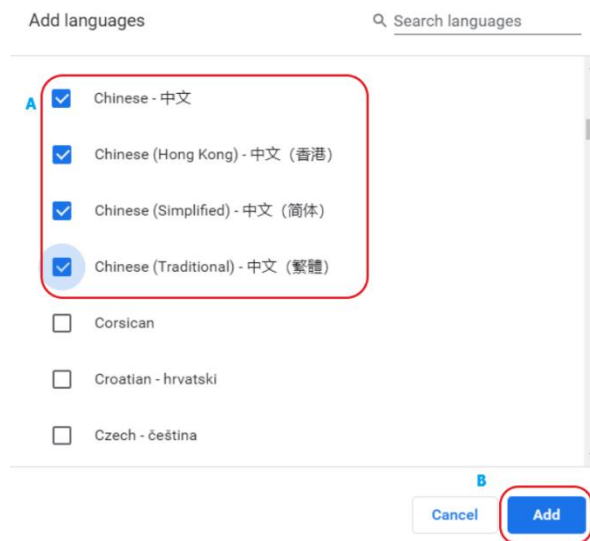 Add languages
Search languages
A
Chinese - 中文
Chinese (Hong Kong) - 中文（香港）
Chinese (Simplified) - 中文（简体）
Chinese (Traditional) - 中文（繁體）
Corsican
Croatian - hrvatski
Czech - čeština
B
Cancel
Add